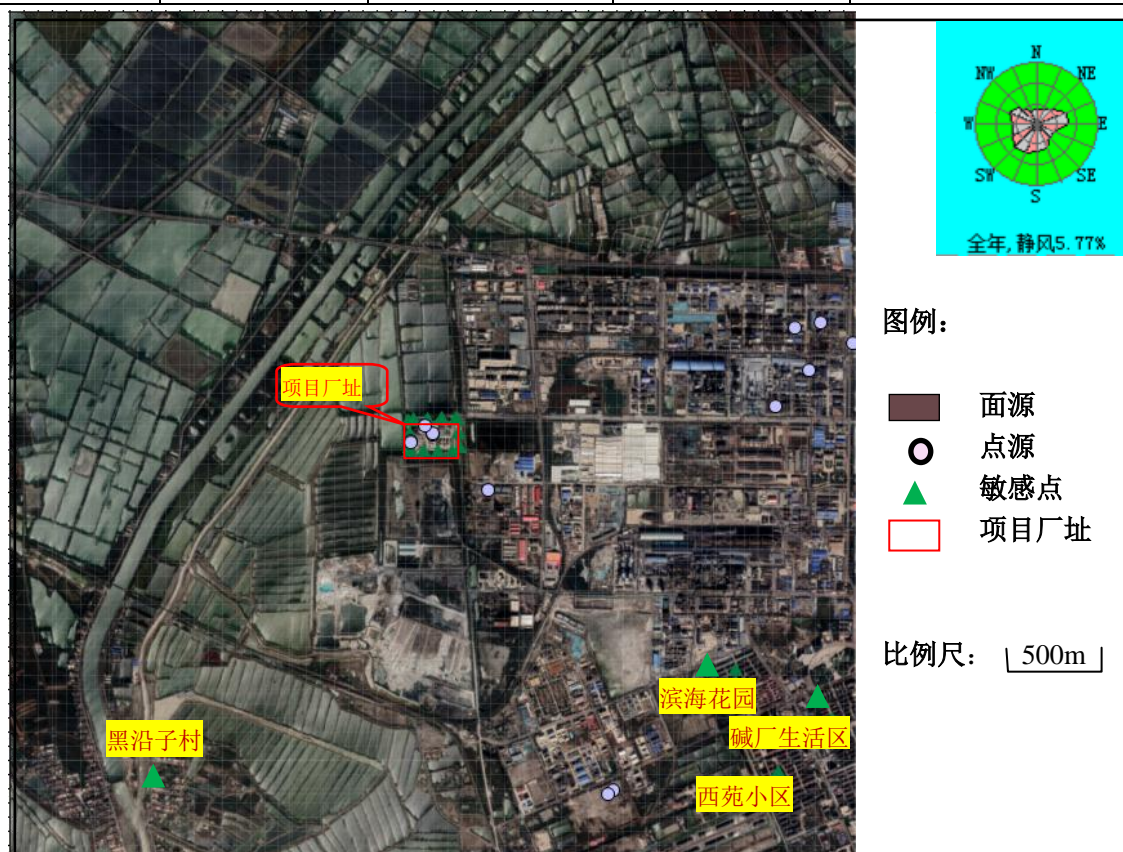 N
NW
NE
W
E
SW
SE
S
全年,静风5.77%
图例:
面源
点源
敏感点
项目厂址
比例尺: 500m
项目厂址
滨海花园
碱厂生活区
黑沿子村
西苑小区